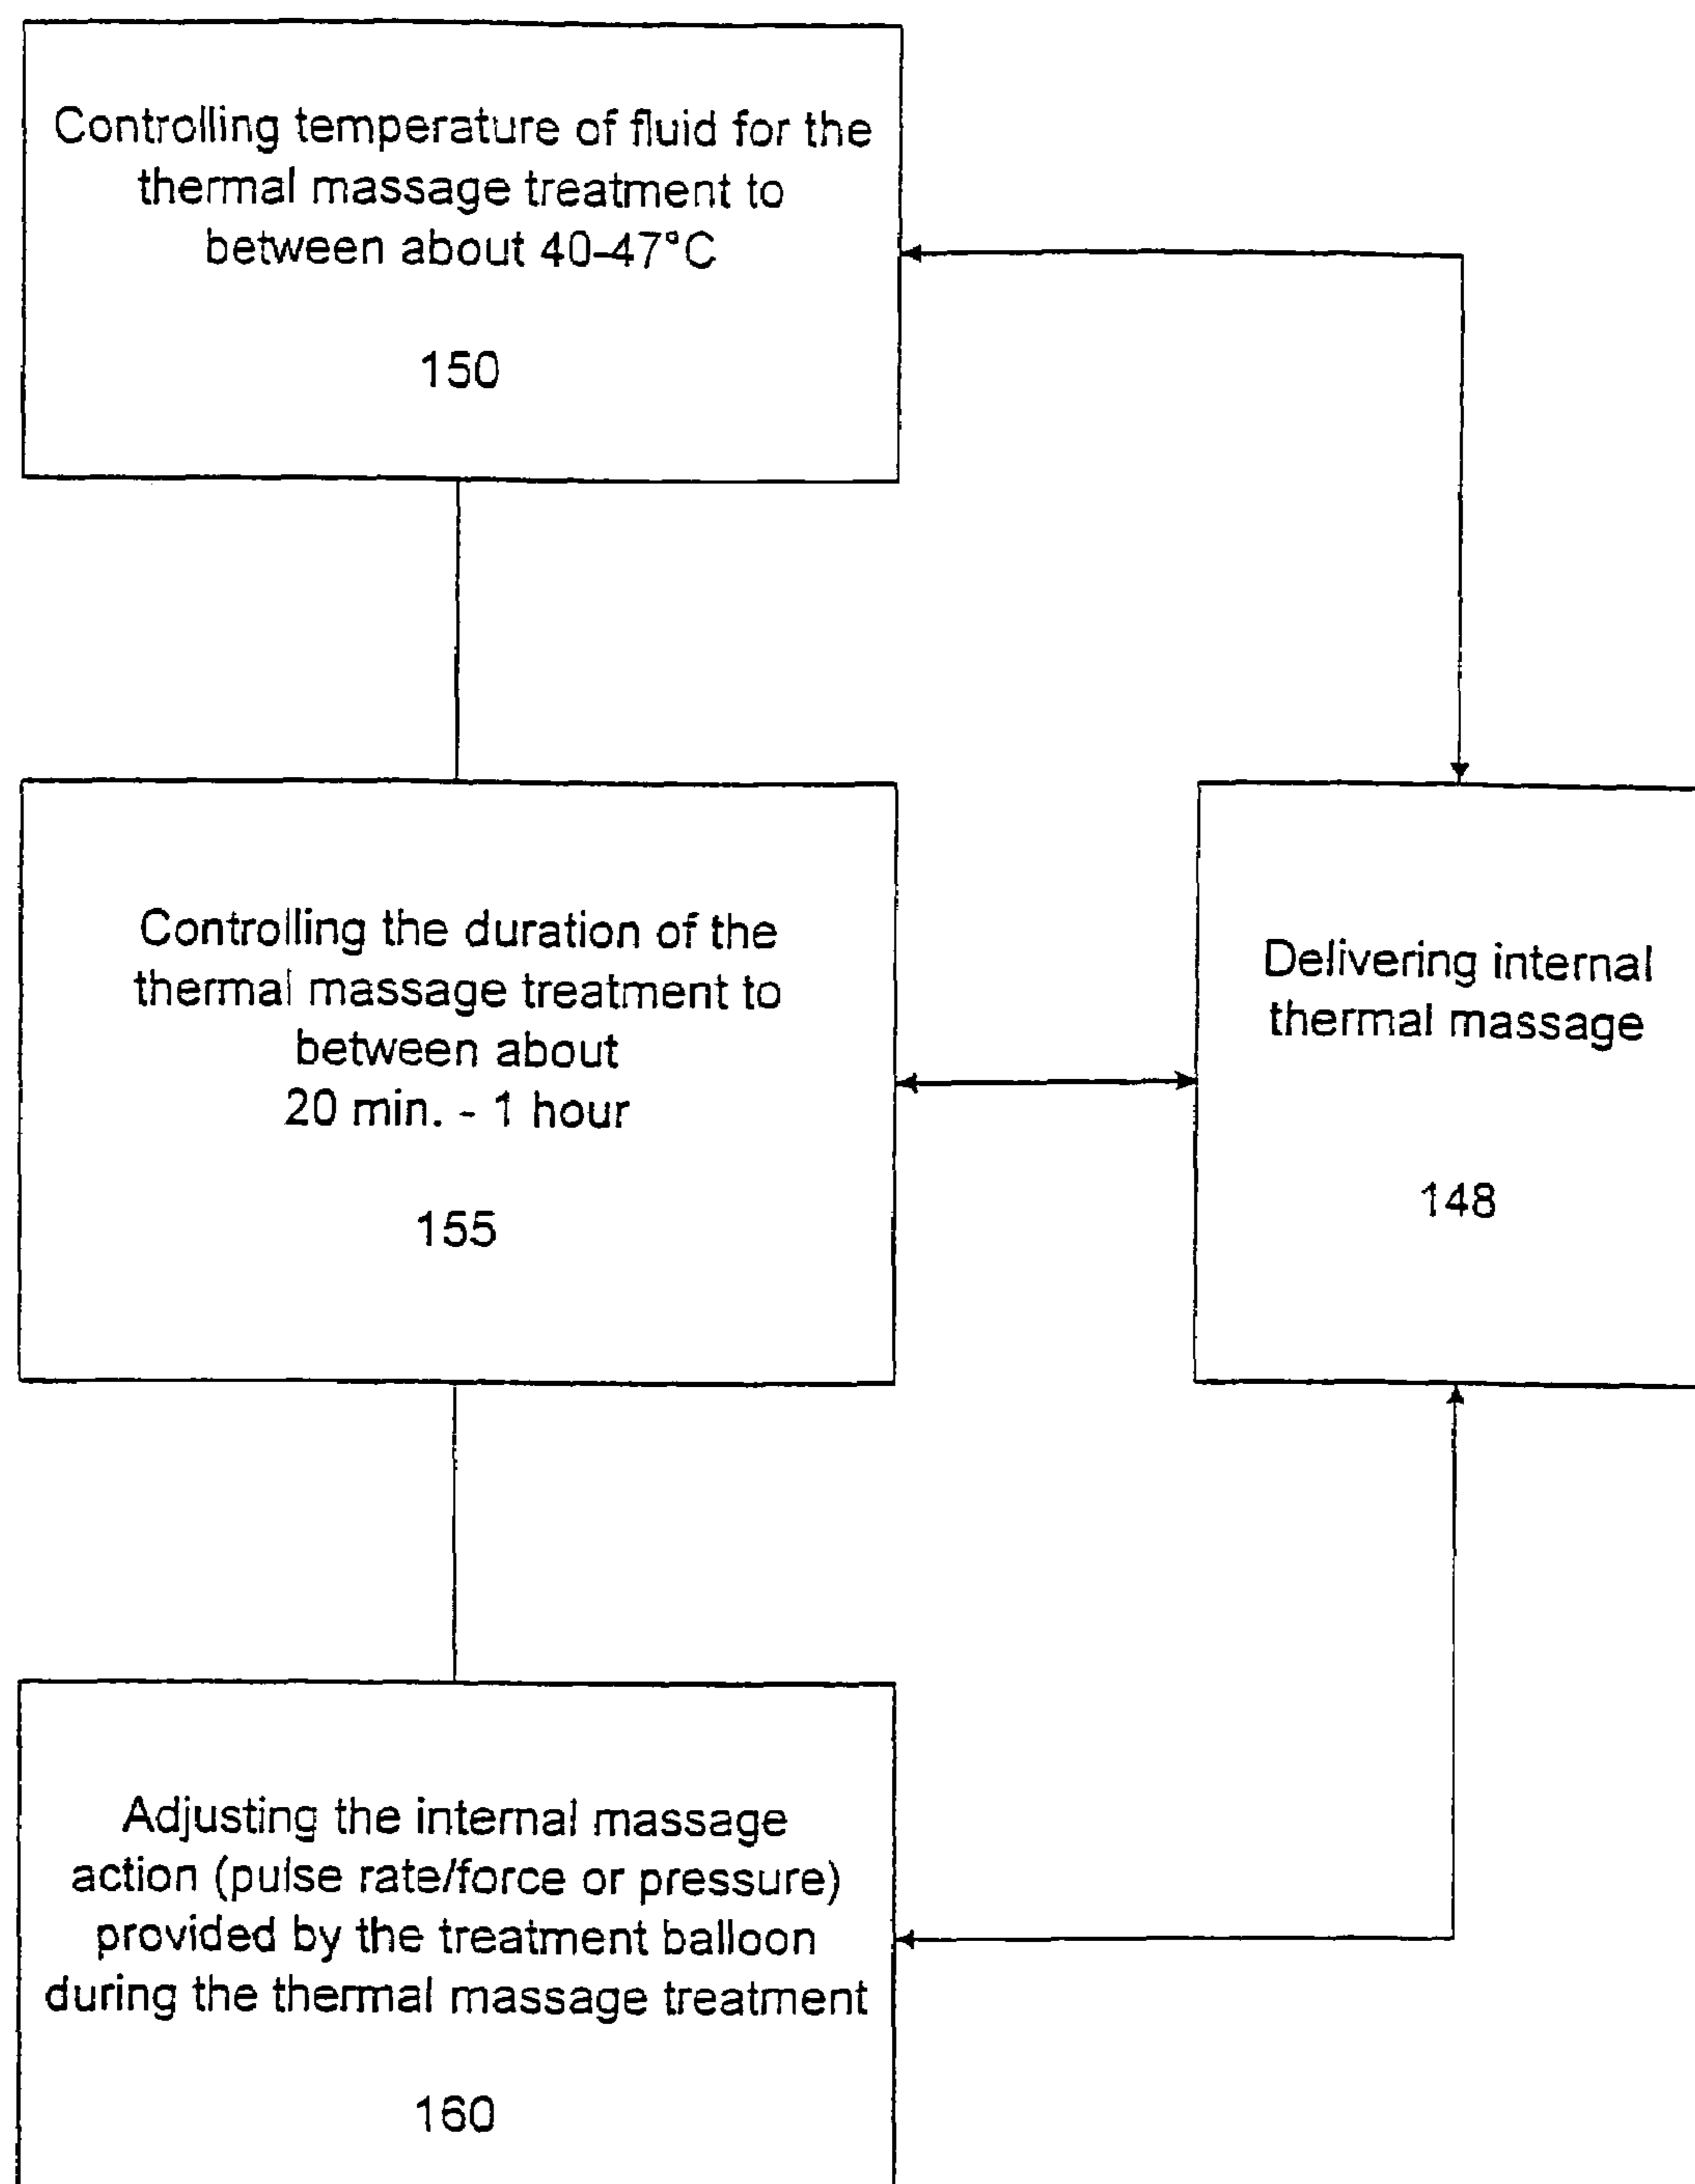 Controlling temperature of fluid for the
thermal massage treatment to
between about 40-47°C
150
Controlling the duration of the
thermal massage treatment to
between about
20 min. - 1 hour
155
Delivering internal
thermal massage
148
Adjusting the internal massage
action (pulse rate/force or pressure)
provided by the treatment balloon
during the thermal massage treatment
160